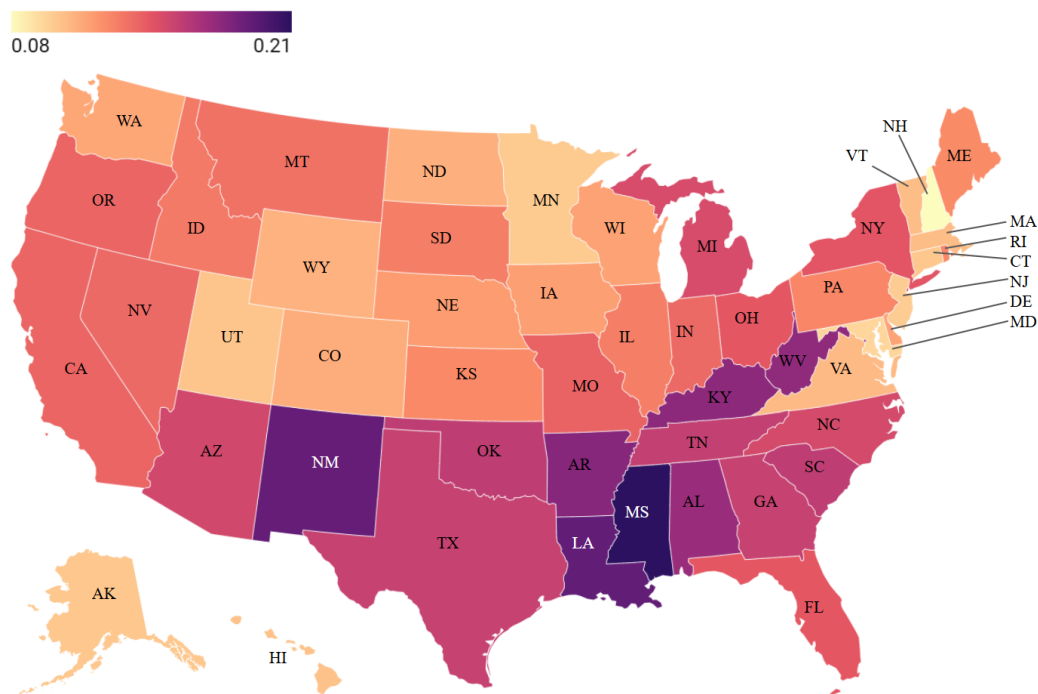 0.08 0.21
NH
VT ME
WA
MT ND
MN
OR
ID SD WI
MI NY
MA
RI
CT
NJ
DE
MD
WY
NE IA
PA
NV UT CO
IL IN OH
CA KS MO
WV VA
KY
AZ NM OK AR TN NC
SC
TX LA MS AL GA
AK
HI
FL